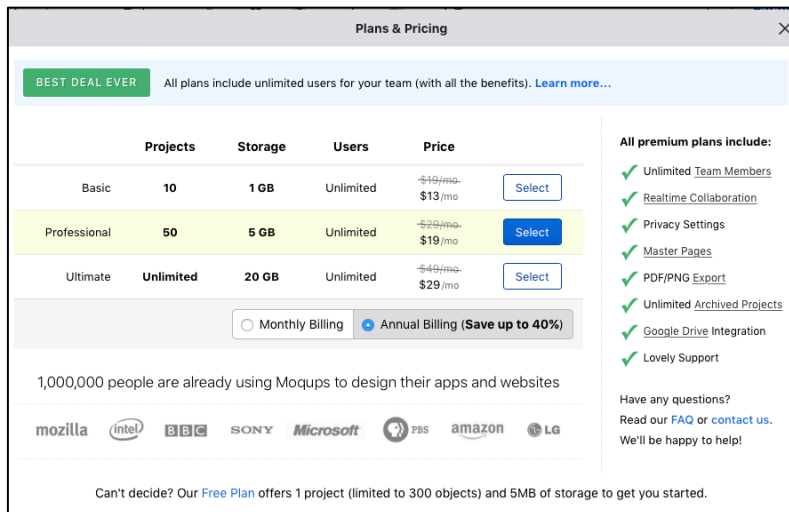 Plans & Pricing
BEST DEAL EVER
All plans include unlimited users for your team (with all the benefits). Learn more...
Projects Storage Users Price
Basic 10 1 GB Unlimited $19/mo $13/mo Select
Professional 50 5 GB Unlimited $29/mo $19/mo Select
Ultimate Unlimited 20 GB Unlimited $49/mo $29/mo Select
Monthly Billing Annual Billing (Save up to 40%)
1,000,000 people are already using Moqups to design their apps and websites
mozilla intel BBC SONY Microsoft PBS amazon LG
All premium plans include:
Unlimited Team Members
Realtime Collaboration
Privacy Settings
Master Pages
PDF/PNG Export
Unlimited Archived Projects
Google Drive Integration
Lovely Support
Have any questions?
Read our FAQ or contact us.
We'll be happy to help!
Can't decide? Our Free Plan offers 1 project (limited to 300 objects) and 5MB of storage to get you started.